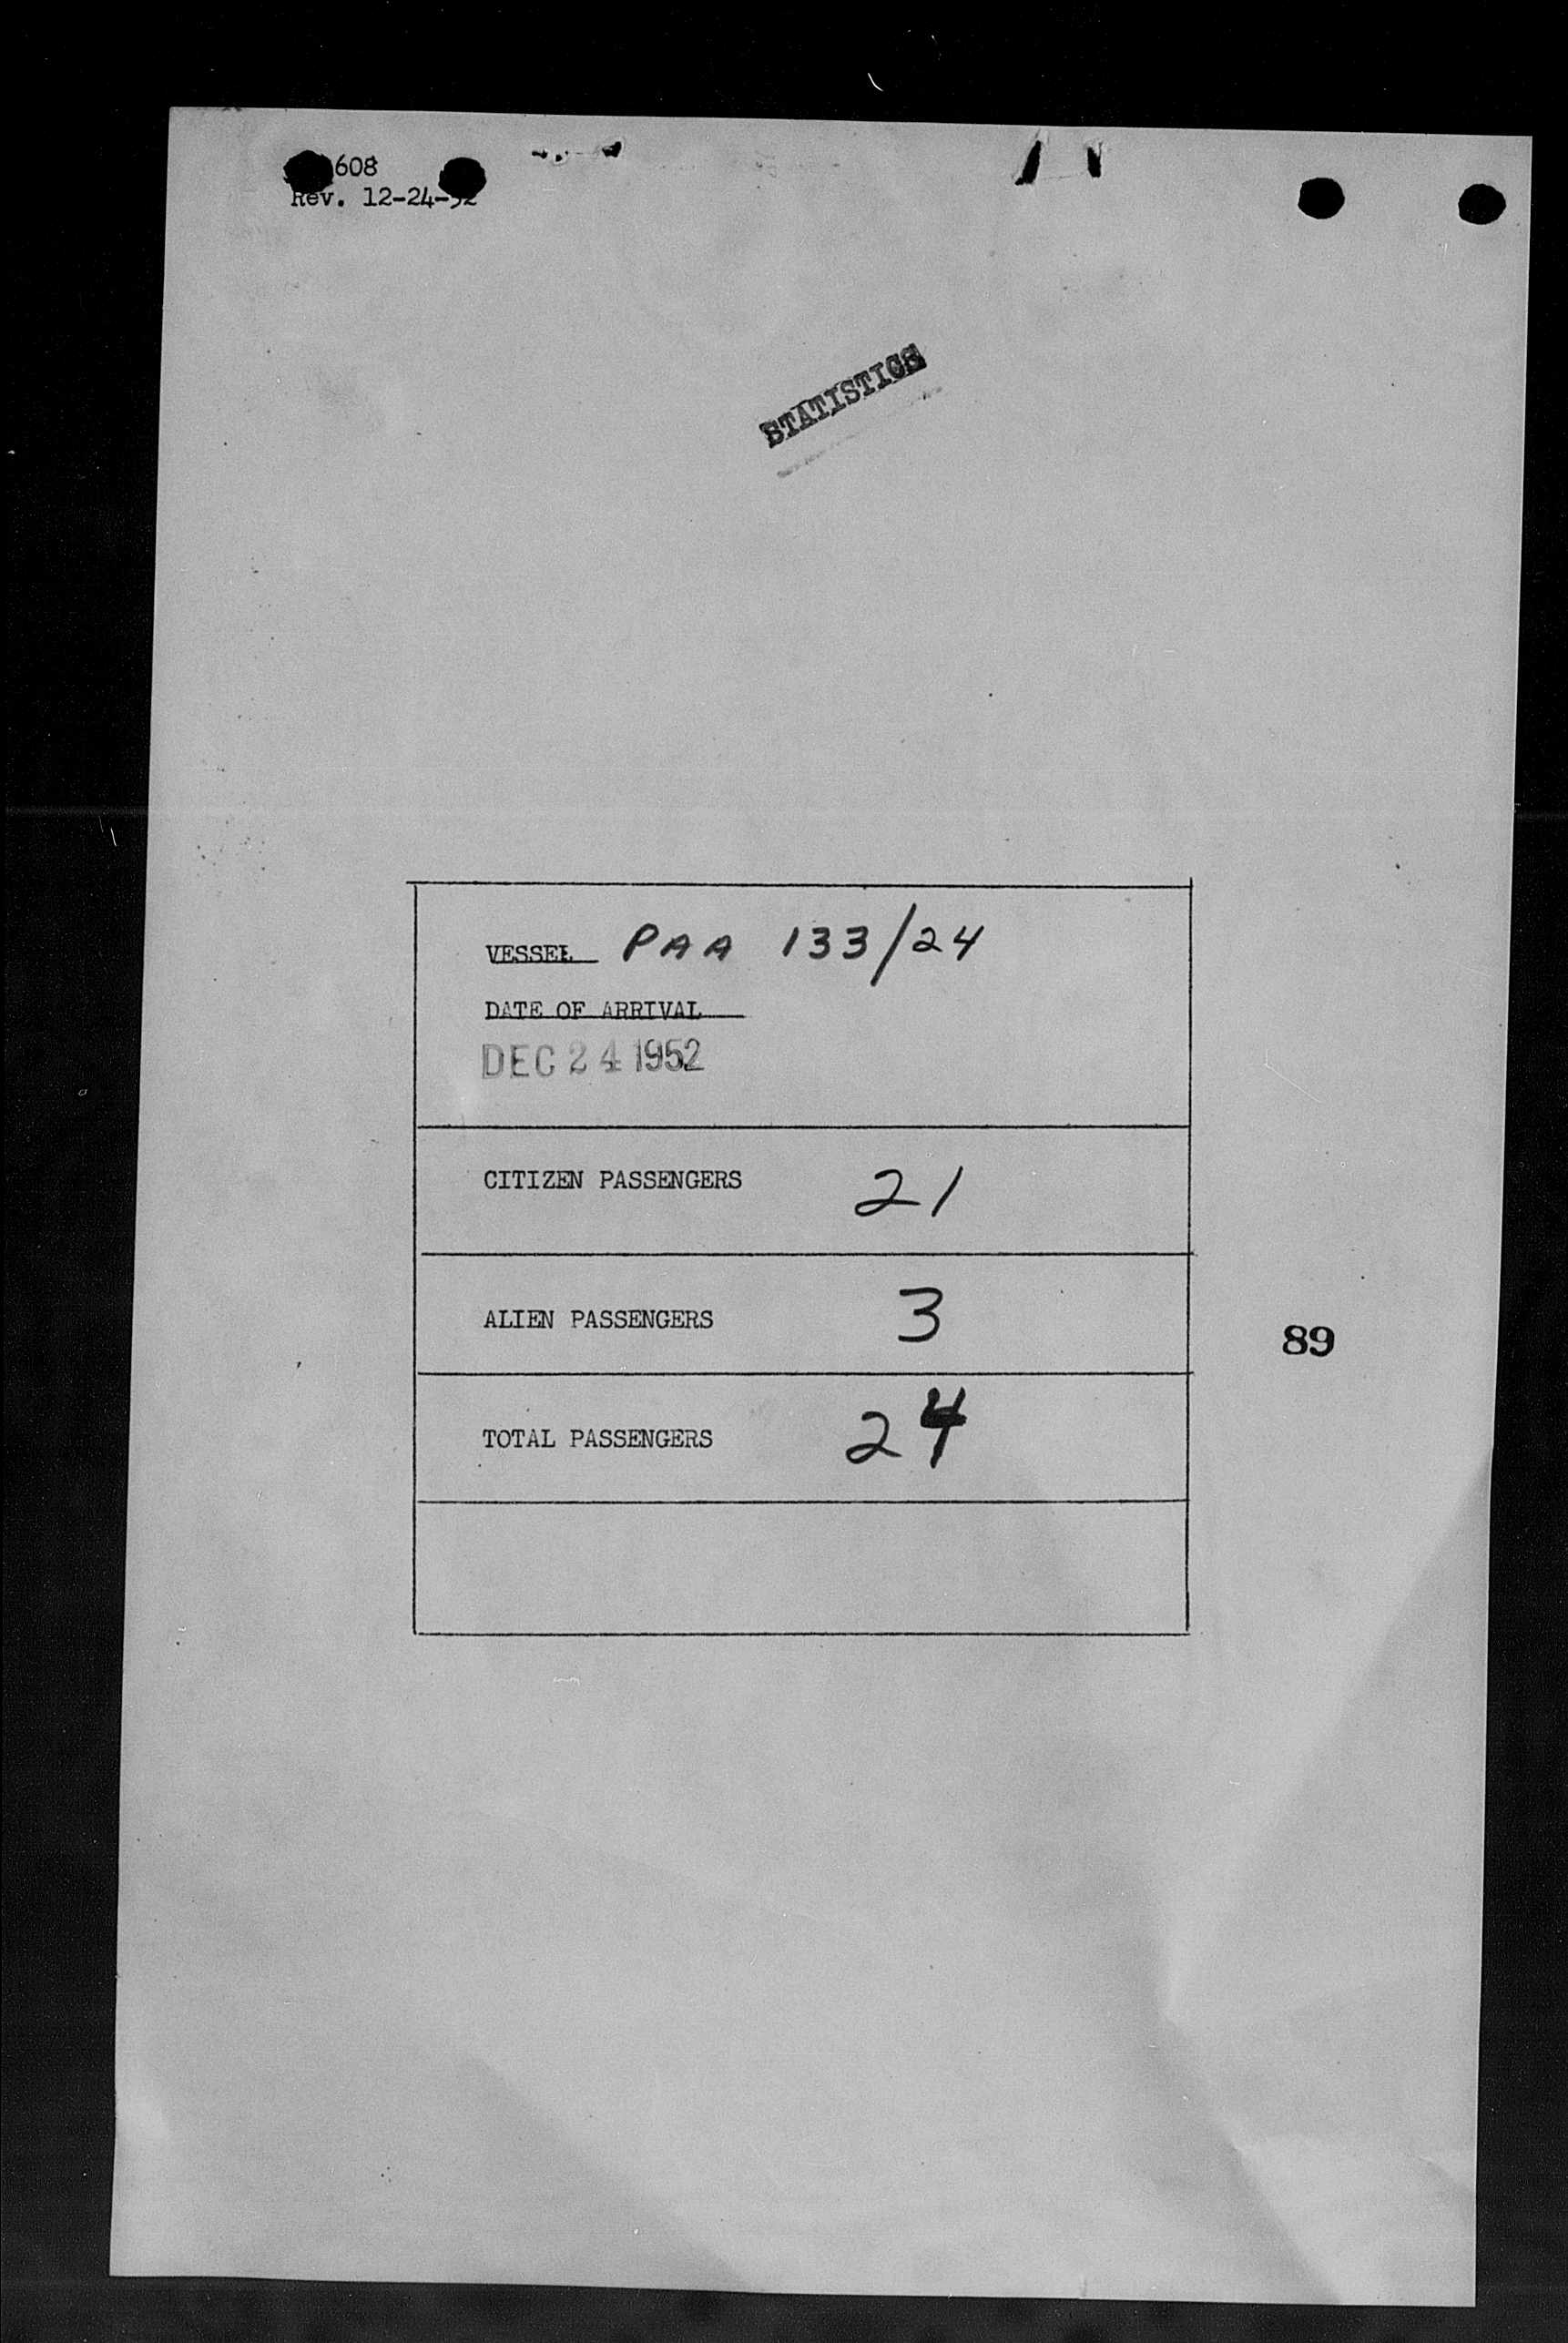 608
Rev. 12-24-52
STATISTICS
VESSEL PAA 133/24
DATE OF ARRIVAL
DEC 24 1952
CITIZEN PASSENGERS 21
ALIEN PASSENGERS 3
89
TOTAL PASSENGERS 24